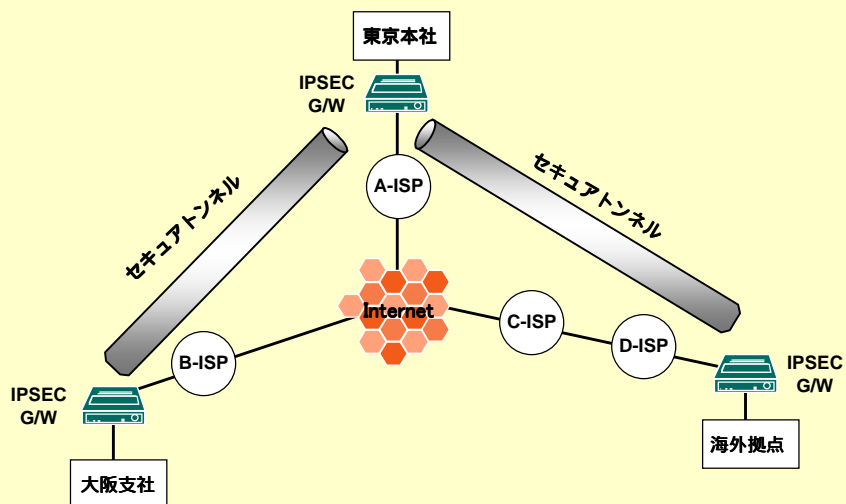 東京本社
IPSEC
G/W
セキュアトンネル
セキュアトンネル
A-ISP
Internet
C-ISP
B-ISP
D-ISP
IPSEC
G/W
IPSEC
G/W
海外拠点
大阪支社